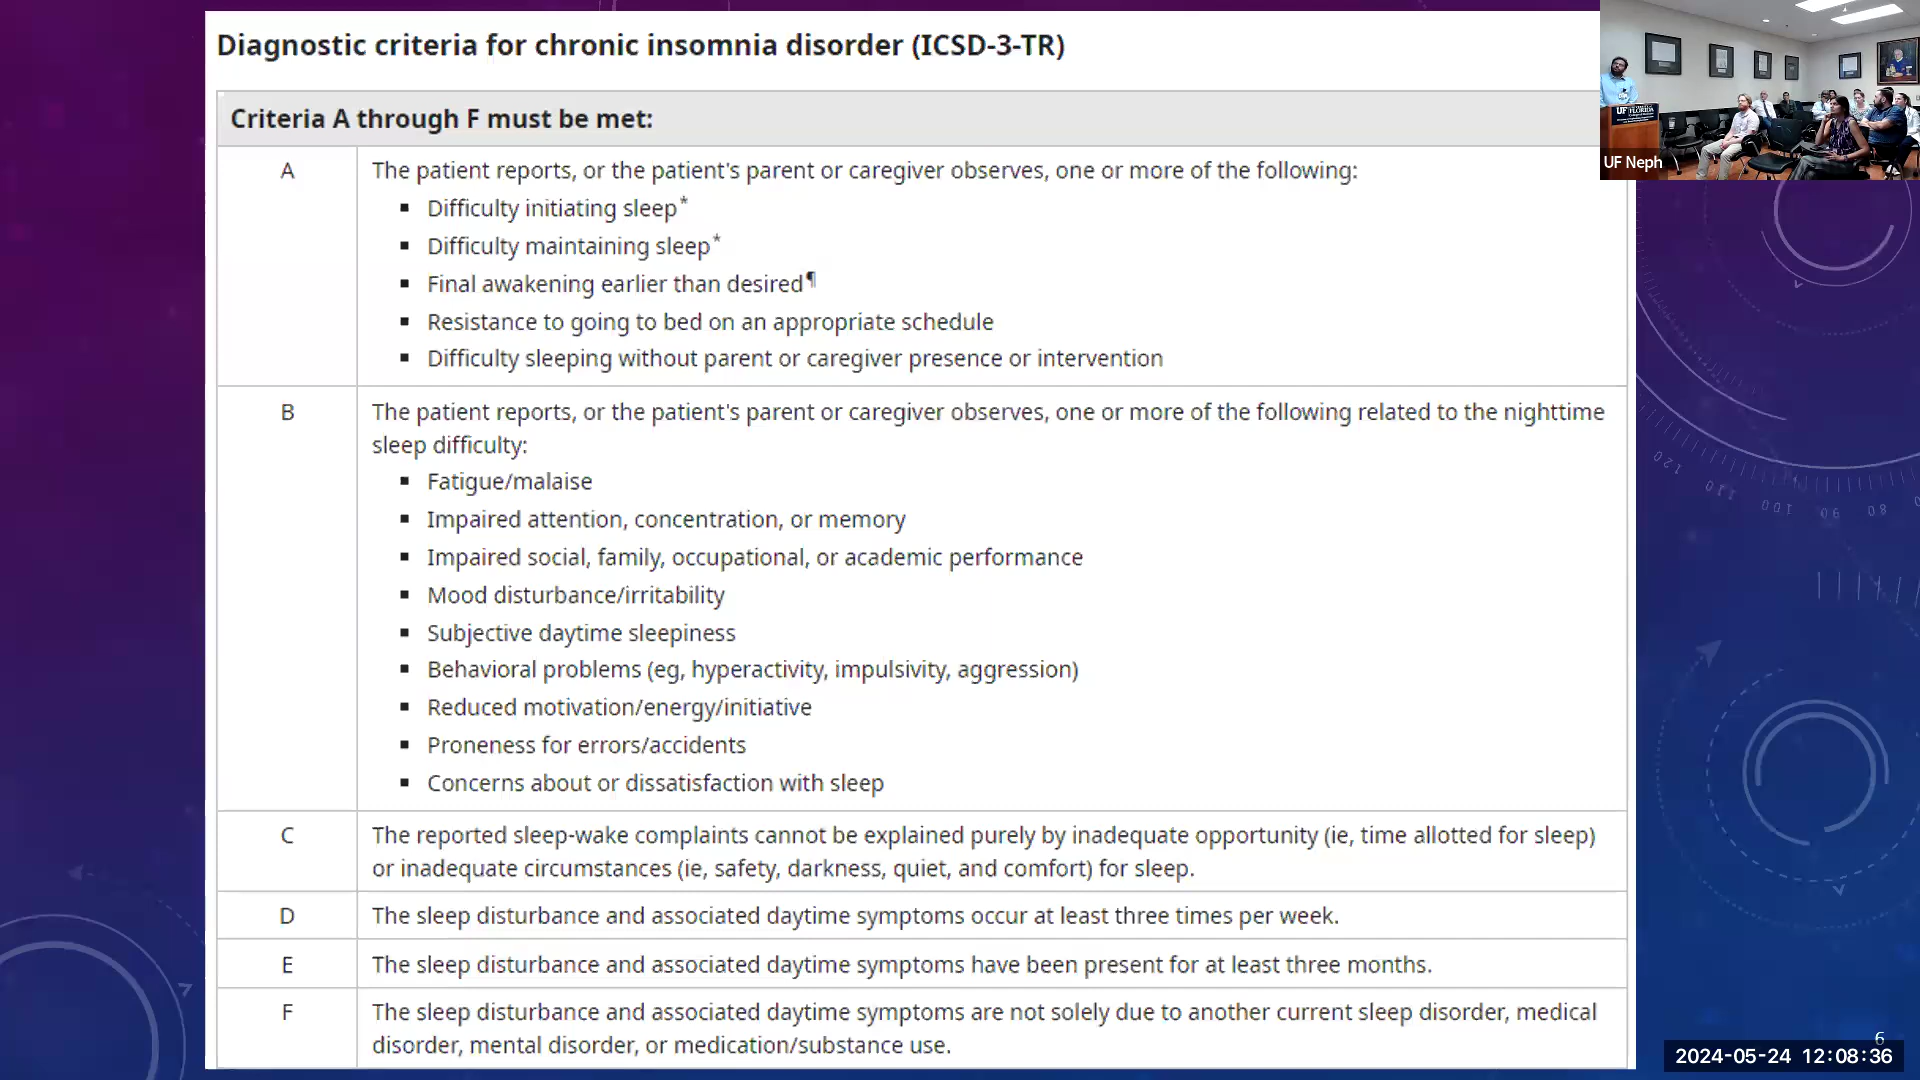 Diagnostic criteria for chronic insomnia disorder (ICSD-3-TR)
Criteria A through F must be met:
A
The patient reports, or the patient's parent or caregiver observes, one or more of the following:
▪ Difficulty initiating sleep*
▪ Difficulty maintaining sleep*
▪ Final awakening earlier than desired¶
▪ Resistance to going to bed on an appropriate schedule
▪ Difficulty sleeping without parent or caregiver presence or intervention
B
The patient reports, or the patient's parent or caregiver observes, one or more of the following related to the nighttime
sleep difficulty:
▪ Fatigue/malaise
▪ Impaired attention, concentration, or memory
▪ Impaired social, family, occupational, or academic performance
▪ Mood disturbance/irritability
▪ Subjective daytime sleepiness
▪ Behavioral problems (eg, hyperactivity, impulsivity, aggression)
▪ Reduced motivation/energy/initiative
▪ Proneness for errors/accidents
▪ Concerns about or dissatisfaction with sleep
C
The reported sleep-wake complaints cannot be explained purely by inadequate opportunity (ie, time allotted for sleep)
or inadequate circumstances (ie, safety, darkness, quiet, and comfort) for sleep.
D
The sleep disturbance and associated daytime symptoms occur at least three times per week.
E
The sleep disturbance and associated daytime symptoms have been present for at least three months.
F
The sleep disturbance and associated daytime symptoms are not solely due to another current sleep disorder, medical
disorder, mental disorder, or medication/substance use.
UF
FLORIDA
UF Neph
120
110
100
90
80
6
2024-05-24 12:08:36